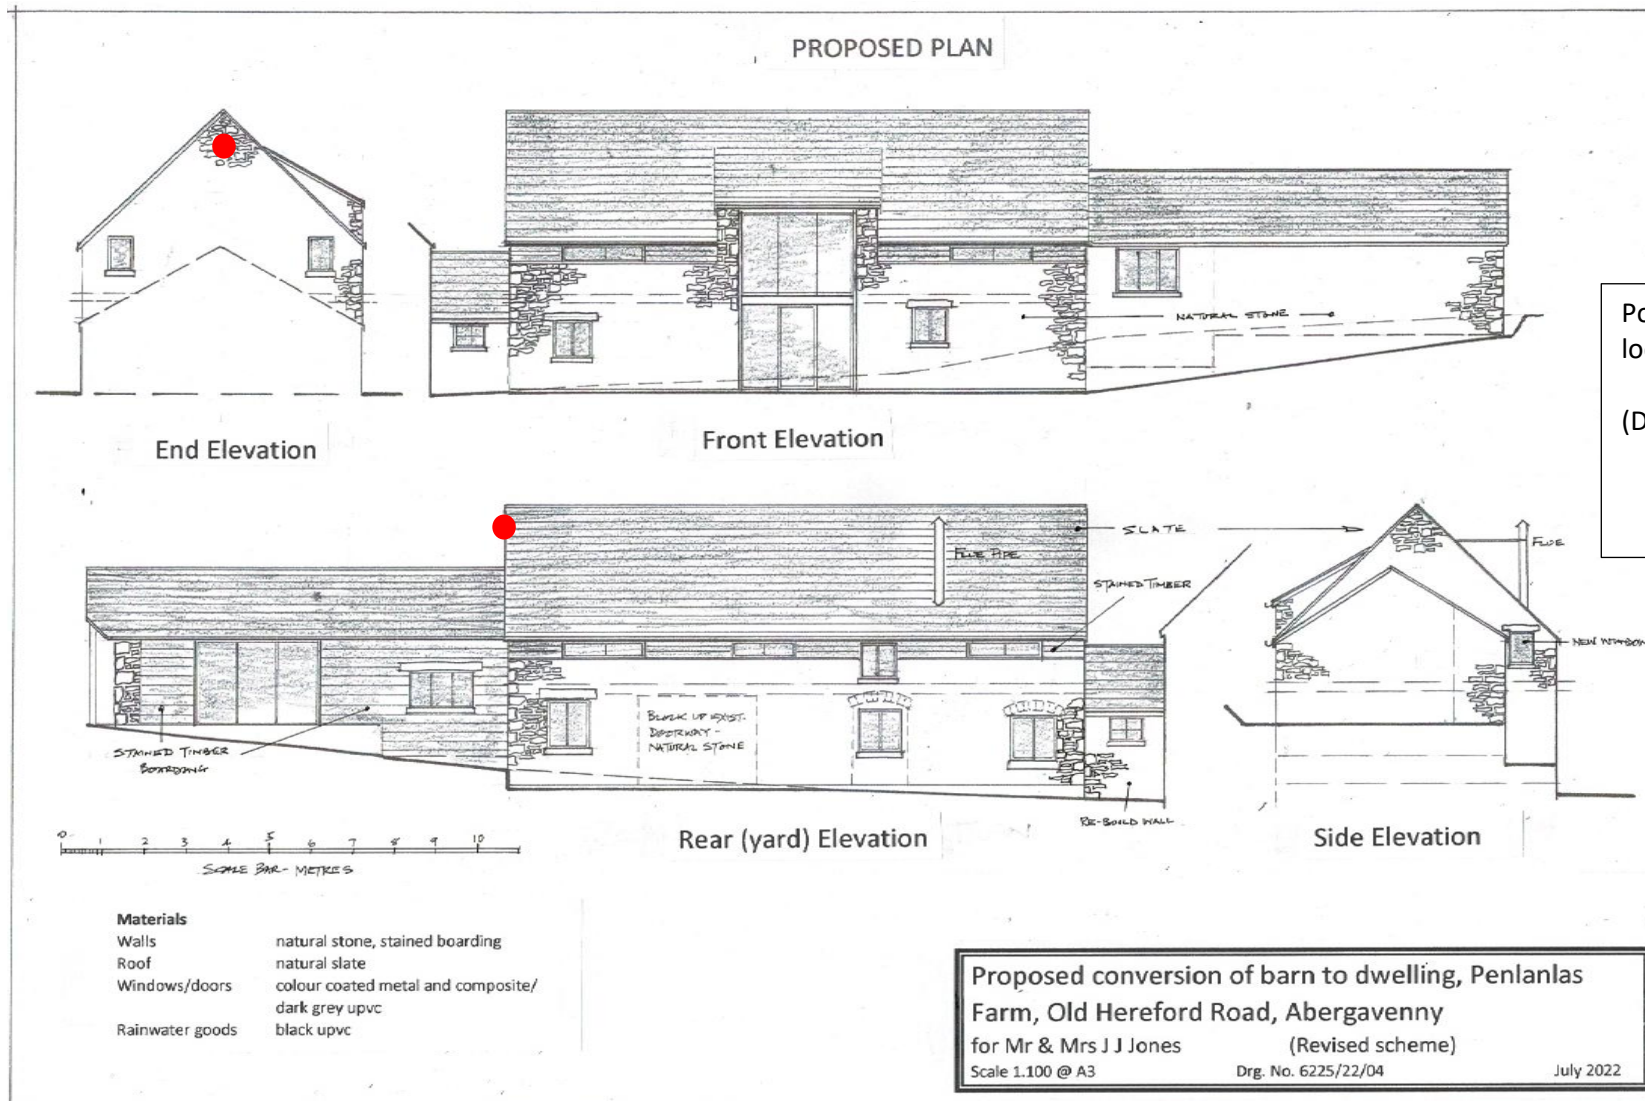 PROPOSED PLAN
NATURAL STONE
Po
lo
(D
End Elevation
Front Elevation
SLATE
FLUE PIPE
FLUE
STAINED TIMBER
NEW WINDOW
BLOCK UP EXIST.
DOORWAY -
NATURAL STONE
STAINED TIMBER
BOARDING
RE-BUILD WALL
Rear (yard) Elevation
Side Elevation
0 1 2 3 4 5 6 7 8 9 10
SCALE BAR - METRES
Materials
Walls natural stone, stained boarding
Roof natural slate
Windows/doors colour coated metal and composite/
dark grey upvc
Rainwater goods black upvc
Proposed conversion of barn to dwelling, Penlanlas
Farm, Old Hereford Road, Abergavenny
for Mr & Mrs J J Jones (Revised scheme)
Scale 1.100 @ A3 Drg. No. 6225/22/04 July 2022